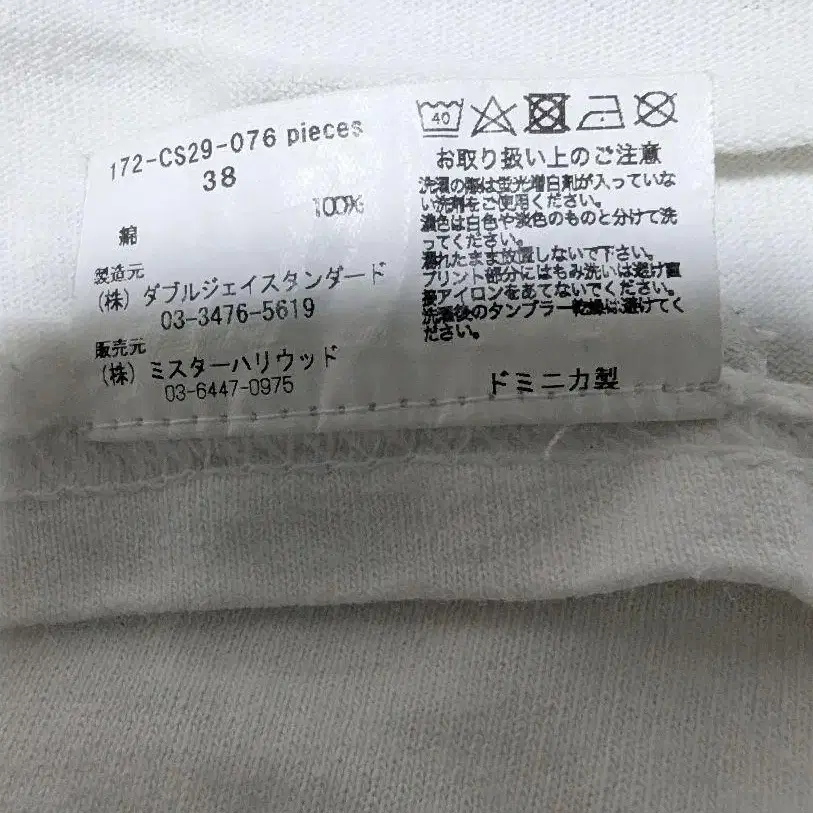 172-CS29-076 pieces
38
綿 100%
製造元
(株) ダブルジェイスタンダード
03-3476-5619
販売元
(株) ミスターハリウッド
03-6447-0975
40
お取り扱い上のご注意
洗濯の際は蛍光増白剤が入っていな
い洗剤をご使用ください。
濃色は白色や淡色のものと分けて洗
ってください。
濡れたまま放置しないで下さい。
プリント部分にはもみ洗いは避け直
接アイロンをあてないでください。
洗濯後のタンブラー乾燥は避けてく
ださい。
ドミニカ製